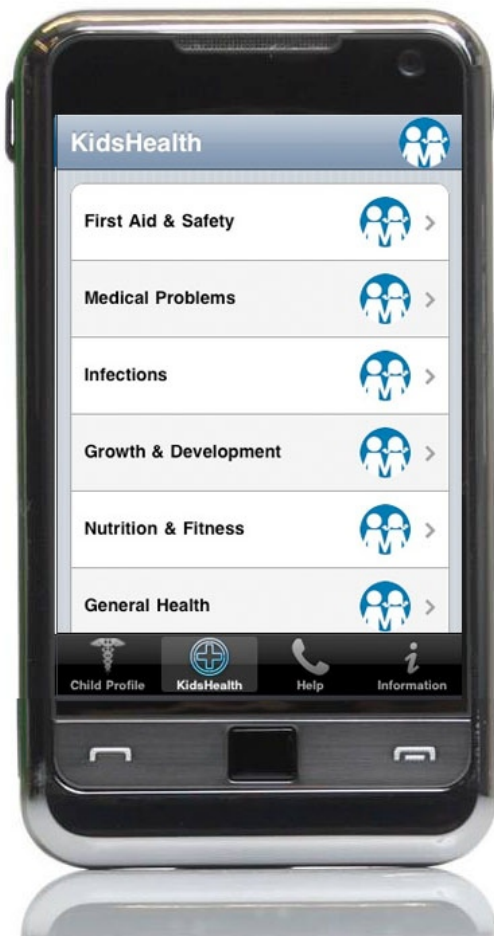 KidsHealth
First Aid & Safety
Medical Problems
Infections
Growth & Development
Nutrition & Fitness
General Health
Child Profile
KidsHealth
Help
Information